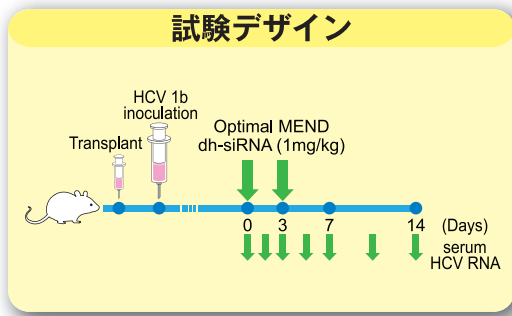 試験デザイン
HCV 1b
inoculation
Transplant
Optimal MEND
dh-siRNA (1mg/kg)
0 3 7 14 (Days)
serum
HCV RNA